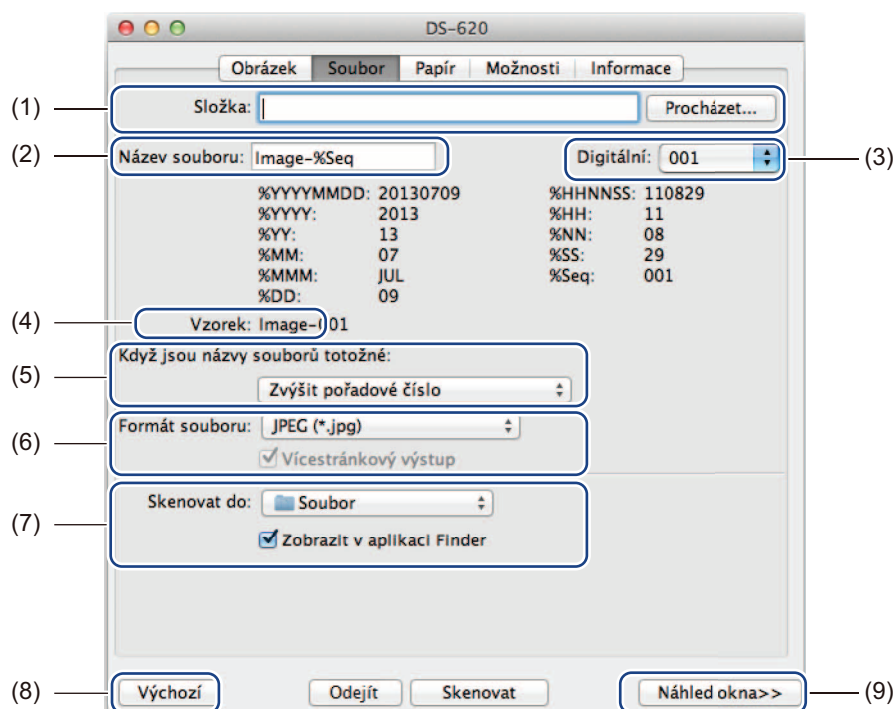 DS-620
Obrázek Soubor Papír Možnosti Informace
(1) Složka: Procházet...
(2) Název souboru: Image-%Seq Digitální: 001 (3)
%YYYYMMDD: 20130709 %HHNNSS: 110829
%YYYY: 2013 %HH: 11
%YY: 13 %NN: 08
%MM: 07 %SS: 29
%MMM: JUL %Seq: 001
%DD: 09
(4) Vzorek: Image-001
Když jsou názvy souborů totožné:
(5) Zvýšit pořadové číslo
(6) Formát souboru: JPEG (*.jpg)
Vícestránkový výstup
(7) Skenovat do: Soubor
Zobrazit v aplikaci Finder
(8) Výchozí Odejít Skenovat Náhled okna>> (9)